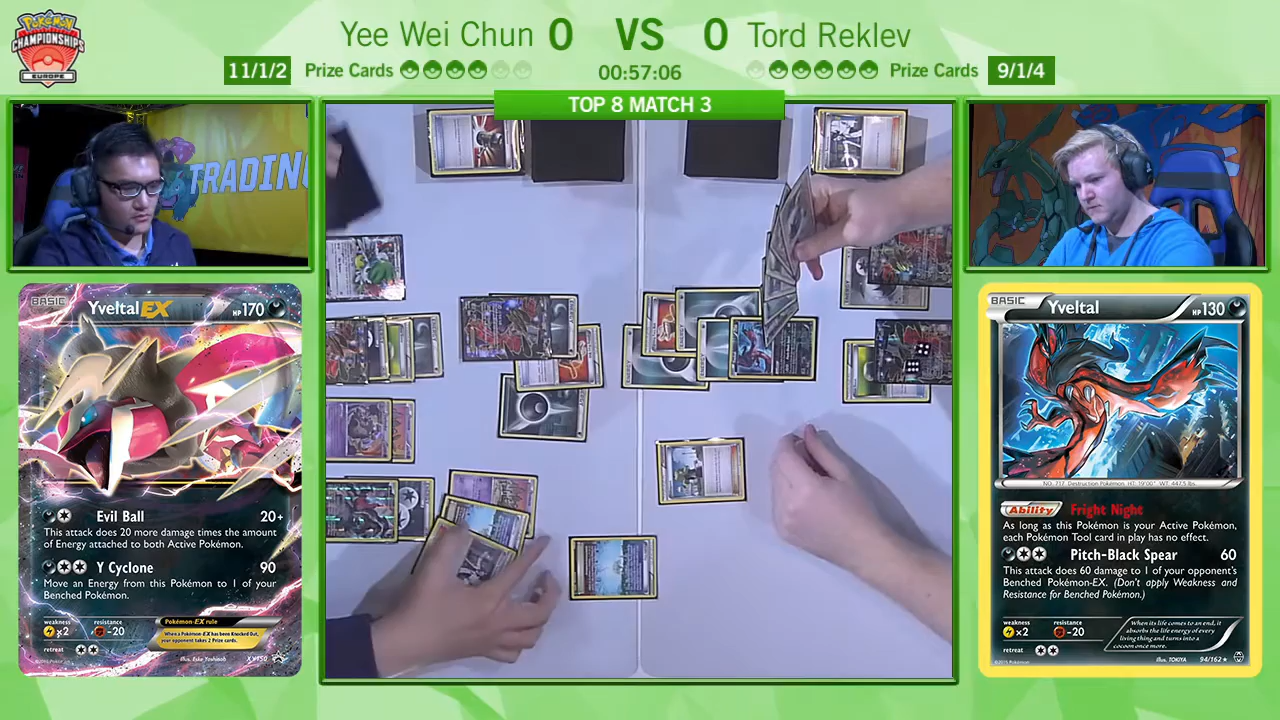 Pokémon
CHAMPIONSHIPS
EUROPE
Yee Wei Chun 0 VS 0 Tord Reklev
11/1/2 Prize Cards 00:57:06 Prize Cards 9/1/4
TOP 8 MATCH 3
TRADING
BASIC
Yveltal EX HP 170
Evil Ball 20+
This attack does 20 more damage times the amount
of Energy attached to both Active Pokémon.
Y Cyclone 90
Move an Energy from this Pokémon to 1 of your
Benched Pokémon.
weakness resistance
×2 -20
retreat
Pokémon-EX rule
When a Pokémon-EX has been Knocked Out,
your opponent takes 2 Prize cards.
XY150
BASIC
Yveltal HP 130
NO. 717 Destruction Pokémon HT: 19'00" WT: 447.5 lbs.
Ability Fright Night
As long as this Pokémon is your Active Pokémon,
each Pokémon Tool card in play has no effect.
Pitch-Black Spear 60
This attack does 60 damage to 1 of your opponent's
Benched Pokémon-EX. (Don't apply Weakness and
Resistance for Benched Pokémon.)
weakness resistance
×2 -20
retreat
When its life comes to an end, it
absorbs the life energy of every
living thing and turns into a
cocoon once more.
Illus. TOKIYA 94/162